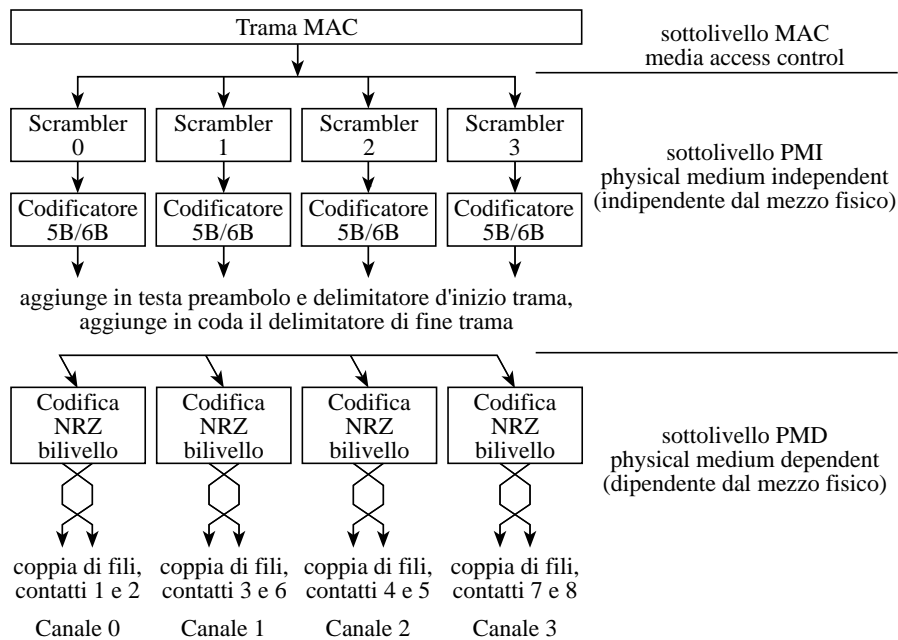 Trama MAC
sottolivello MAC
media access control
Scrambler
0
Scrambler
1
Scrambler
2
Scrambler
3
sottolivello PMI
physical medium independent
(indipendente dal mezzo fisico)
Codificatore
5B/6B
Codificatore
5B/6B
Codificatore
5B/6B
Codificatore
5B/6B
aggiunge in testa preambolo e delimitatore d'inizio trama,
aggiunge in coda il delimitatore di fine trama
Codifica
NRZ
bilivello
Codifica
NRZ
bilivello
Codifica
NRZ
bilivello
Codifica
NRZ
bilivello
sottolivello PMD
physical medium dependent
(dipendente dal mezzo fisico)
coppia di fili,
contatti 1 e 2
coppia di fili,
contatti 3 e 6
coppia di fili,
contatti 4 e 5
coppia di fili,
contatti 7 e 8
Canale 0
Canale 1
Canale 2
Canale 3